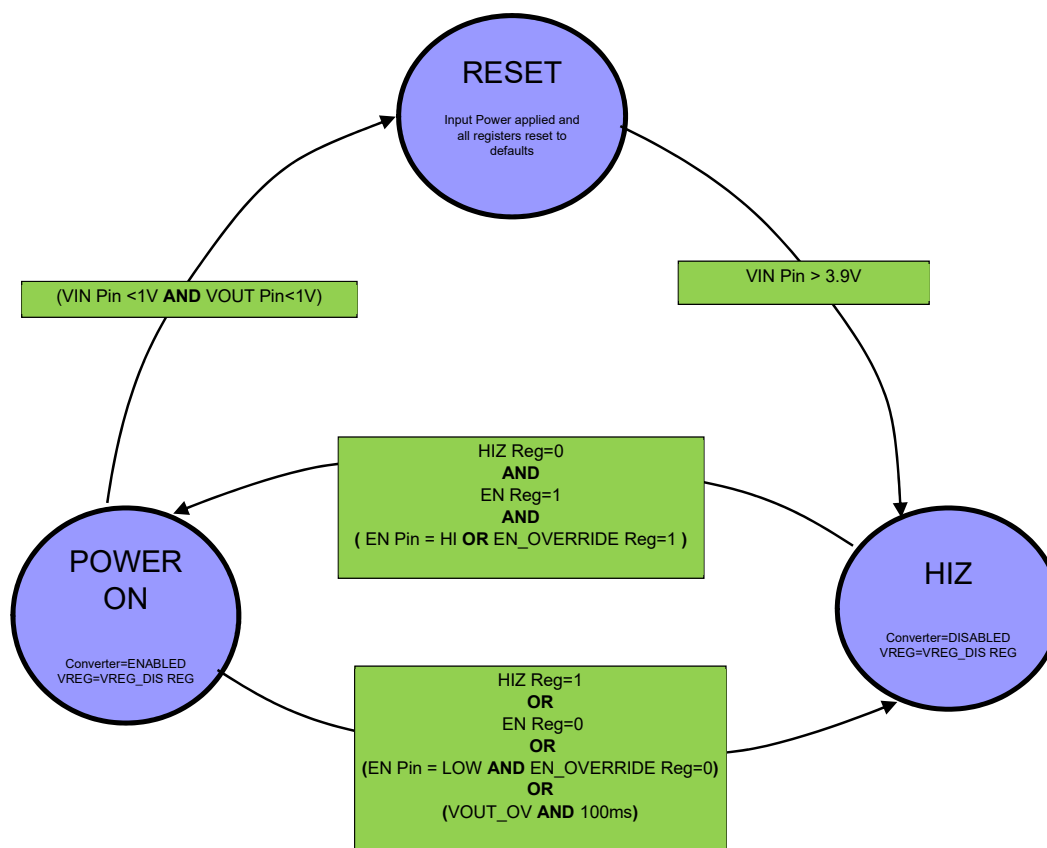 RESET
Input Power applied and
all registers reset to
defaults
(VIN Pin <1V AND VOUT Pin<1V)
VIN Pin > 3.9V
HIZ Reg=0
AND
EN Reg=1
AND
( EN Pin = HI OR EN_OVERRIDE Reg=1 )
POWER
ON
Converter=ENABLED
VREG=VREG_DIS REG
HIZ
Converter=DISABLED
VREG=VREG_DIS REG
HIZ Reg=1
OR
EN Reg=0
OR
(EN Pin = LOW AND EN_OVERRIDE Reg=0)
OR
(VOUT_OV AND 100ms)